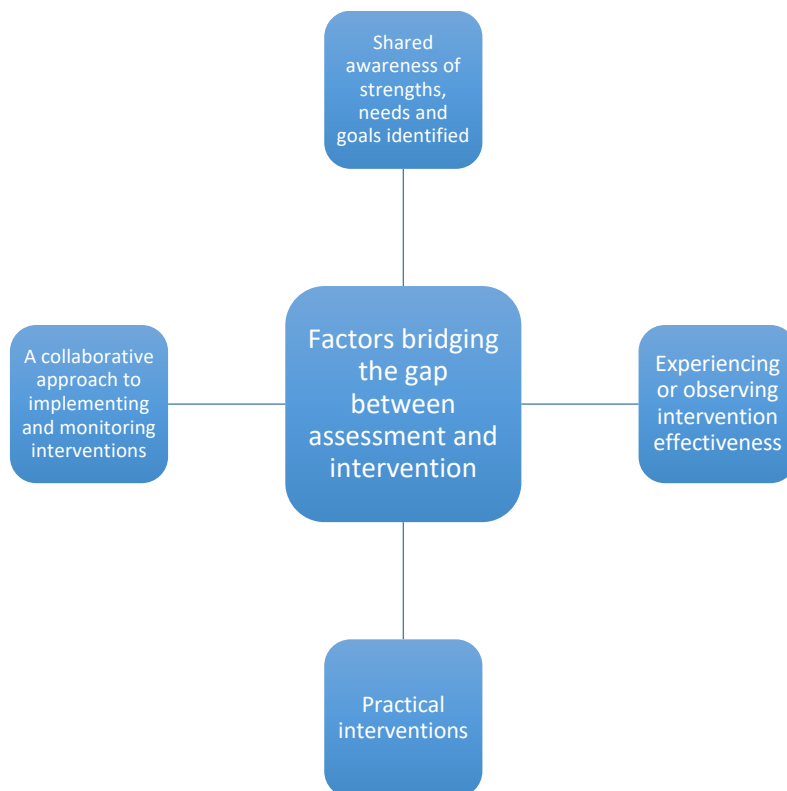 Shared
awareness of
strengths,
needs and
goals identified
A collaborative
approach to
implementing
and monitoring
interventions
Factors bridging
the gap
between
assessment and
intervention
Experiencing
or observing
intervention
effectiveness
Practical
interventions